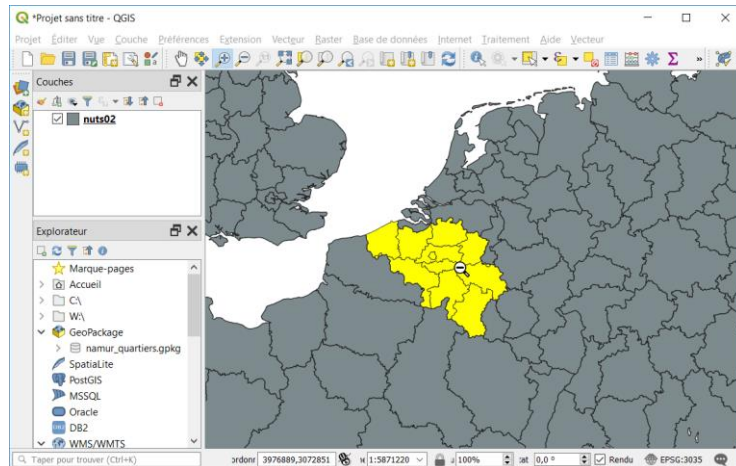 *Projet sans titre - QGIS
Projet Éditer Vue Couche Préférences Extension Vecteur Raster Base de données Internet Traitement Aide Vecteur
Couches
nuts02
Explorateur
Marque-pages
Accueil
C:\
W:\
GeoPackage
namur_quartiers.gpkg
SpatiaLite
PostGIS
MSSQL
Oracle
DB2
WMS/WMTS
Taper pour trouver (Ctrl+K) 3976889,3072851 1:5871220 100% 0,0 ° Rendu EPSG:3035